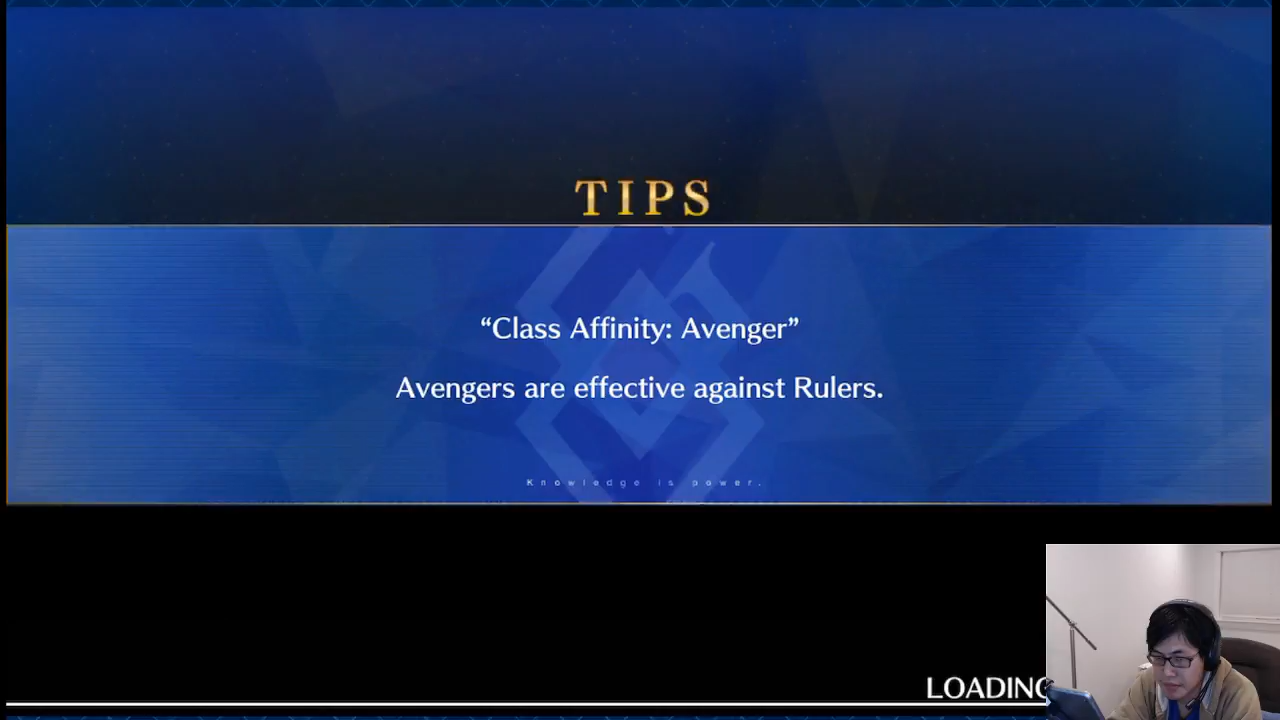 TIPS
“Class Affinity: Avenger”
Avengers are effective against Rulers.
Knowledge is power.
LOADING